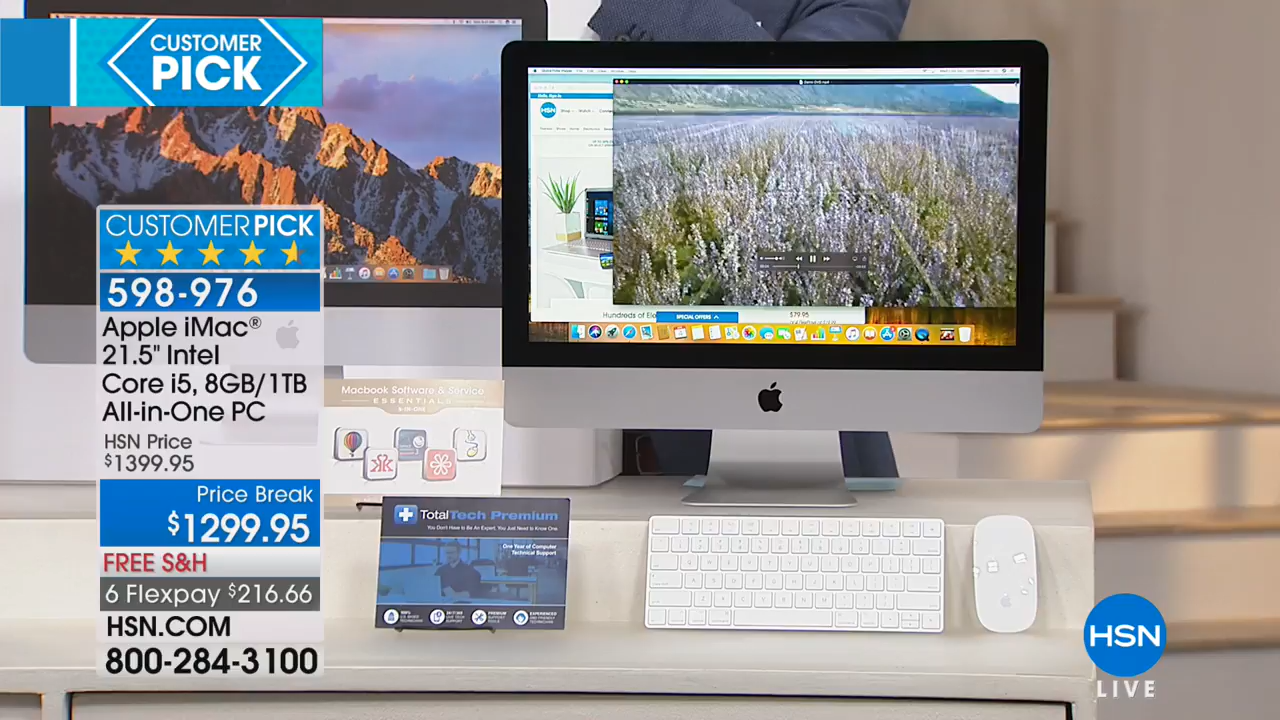 CUSTOMER
PICK
CUSTOMER PICK
598-976
Apple iMac®
21.5" Intel
Core i5, 8GB/1TB
All-in-One PC
HSN Price
$1399.95
Price Break
$1299.95
FREE S&H
6 Flexpay $216.66
HSN.COM
800-284-3100
Macbook Software & Service
ESSENTIALS
TotalTech Premium
You Don't Have to Be An Expert, You Just Need to Know One.
One Year of Computer
Technical Support
HSN
Hundreds of Ele
SPECIAL OFFERS
$79.95
HSN
LIVE